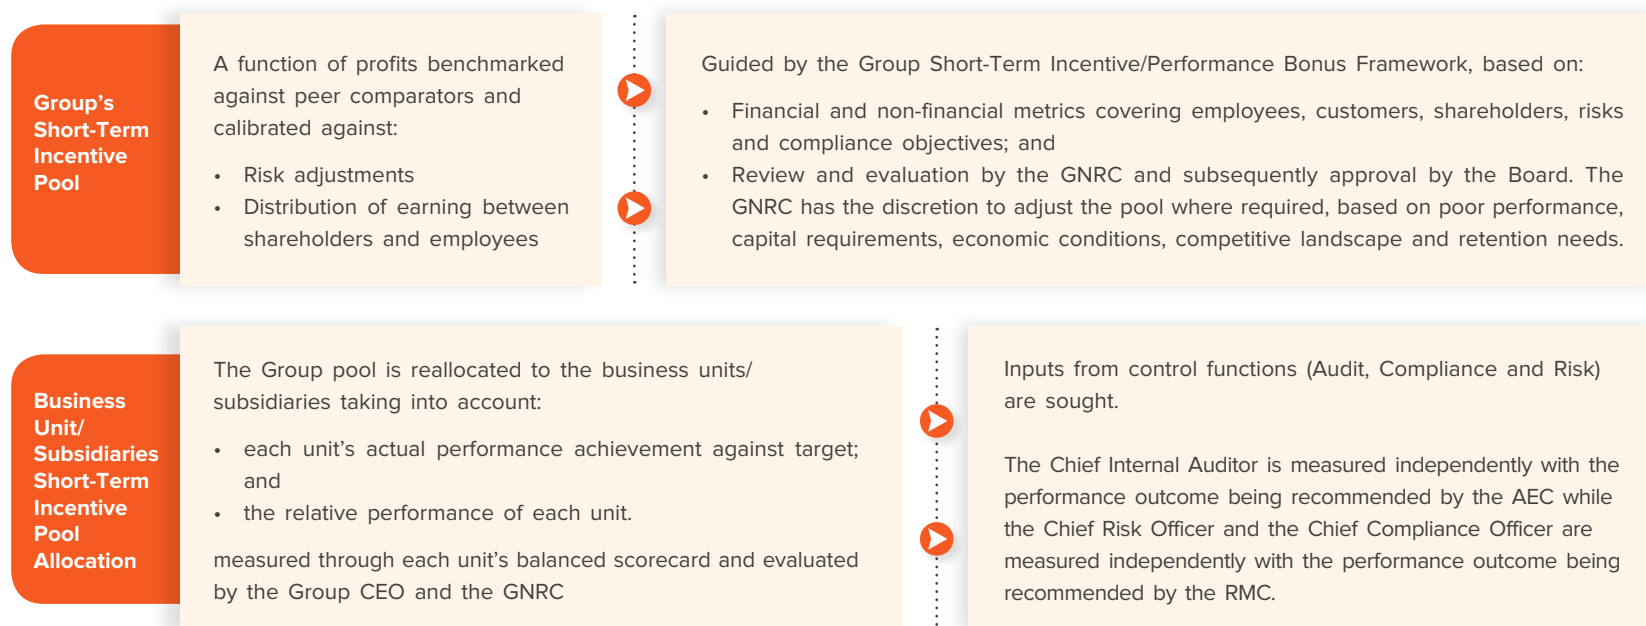 Group's
Short-Term
Incentive
Pool
A function of profits benchmarked
against peer comparators and
calibrated against:
• Risk adjustments
• Distribution of earning between
shareholders and employees
Guided by the Group Short-Term Incentive/Performance Bonus Framework, based on:
• Financial and non-financial metrics covering employees, customers, shareholders, risks
and compliance objectives; and
• Review and evaluation by the GNRC and subsequently approval by the Board. The
GNRC has the discretion to adjust the pool where required, based on poor performance,
capital requirements, economic conditions, competitive landscape and retention needs.
Business
Unit/
Subsidiaries
Short-Term
Incentive
Pool
Allocation
The Group pool is reallocated to the business units/
subsidiaries taking into account:
• each unit's actual performance achievement against target;
and
• the relative performance of each unit.
measured through each unit's balanced scorecard and evaluated
by the Group CEO and the GNRC
Inputs from control functions (Audit, Compliance and Risk)
are sought.
The Chief Internal Auditor is measured independently with the
performance outcome being recommended by the AEC while
the Chief Risk Officer and the Chief Compliance Officer are
measured independently with the performance outcome being
recommended by the RMC.